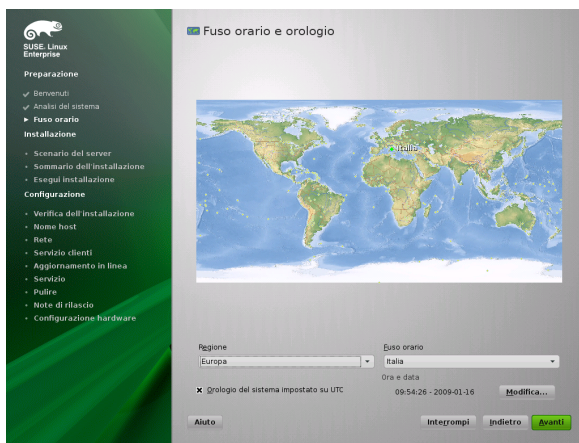 SUSE. Linux
Enterprise
Preparazione
Benvenuti
Analisi del sistema
Fuso orario
Installazione
Scenario del server
Sommario dell'installazione
Esegui installazione
Configurazione
Verifica dell'installazione
Nome host
Rete
Servizio clienti
Aggiornamento in linea
Servizio
Pulire
Note di rilascio
Configurazione hardware
Fuso orario e orologio
Italia
Regione
Europa
Fuso orario
Italia
Ora e data
Orologio del sistema impostato su UTC
09:54:26 - 2009-01-16
Modifica...
Aiuto
Interrompi
Indietro
Avanti